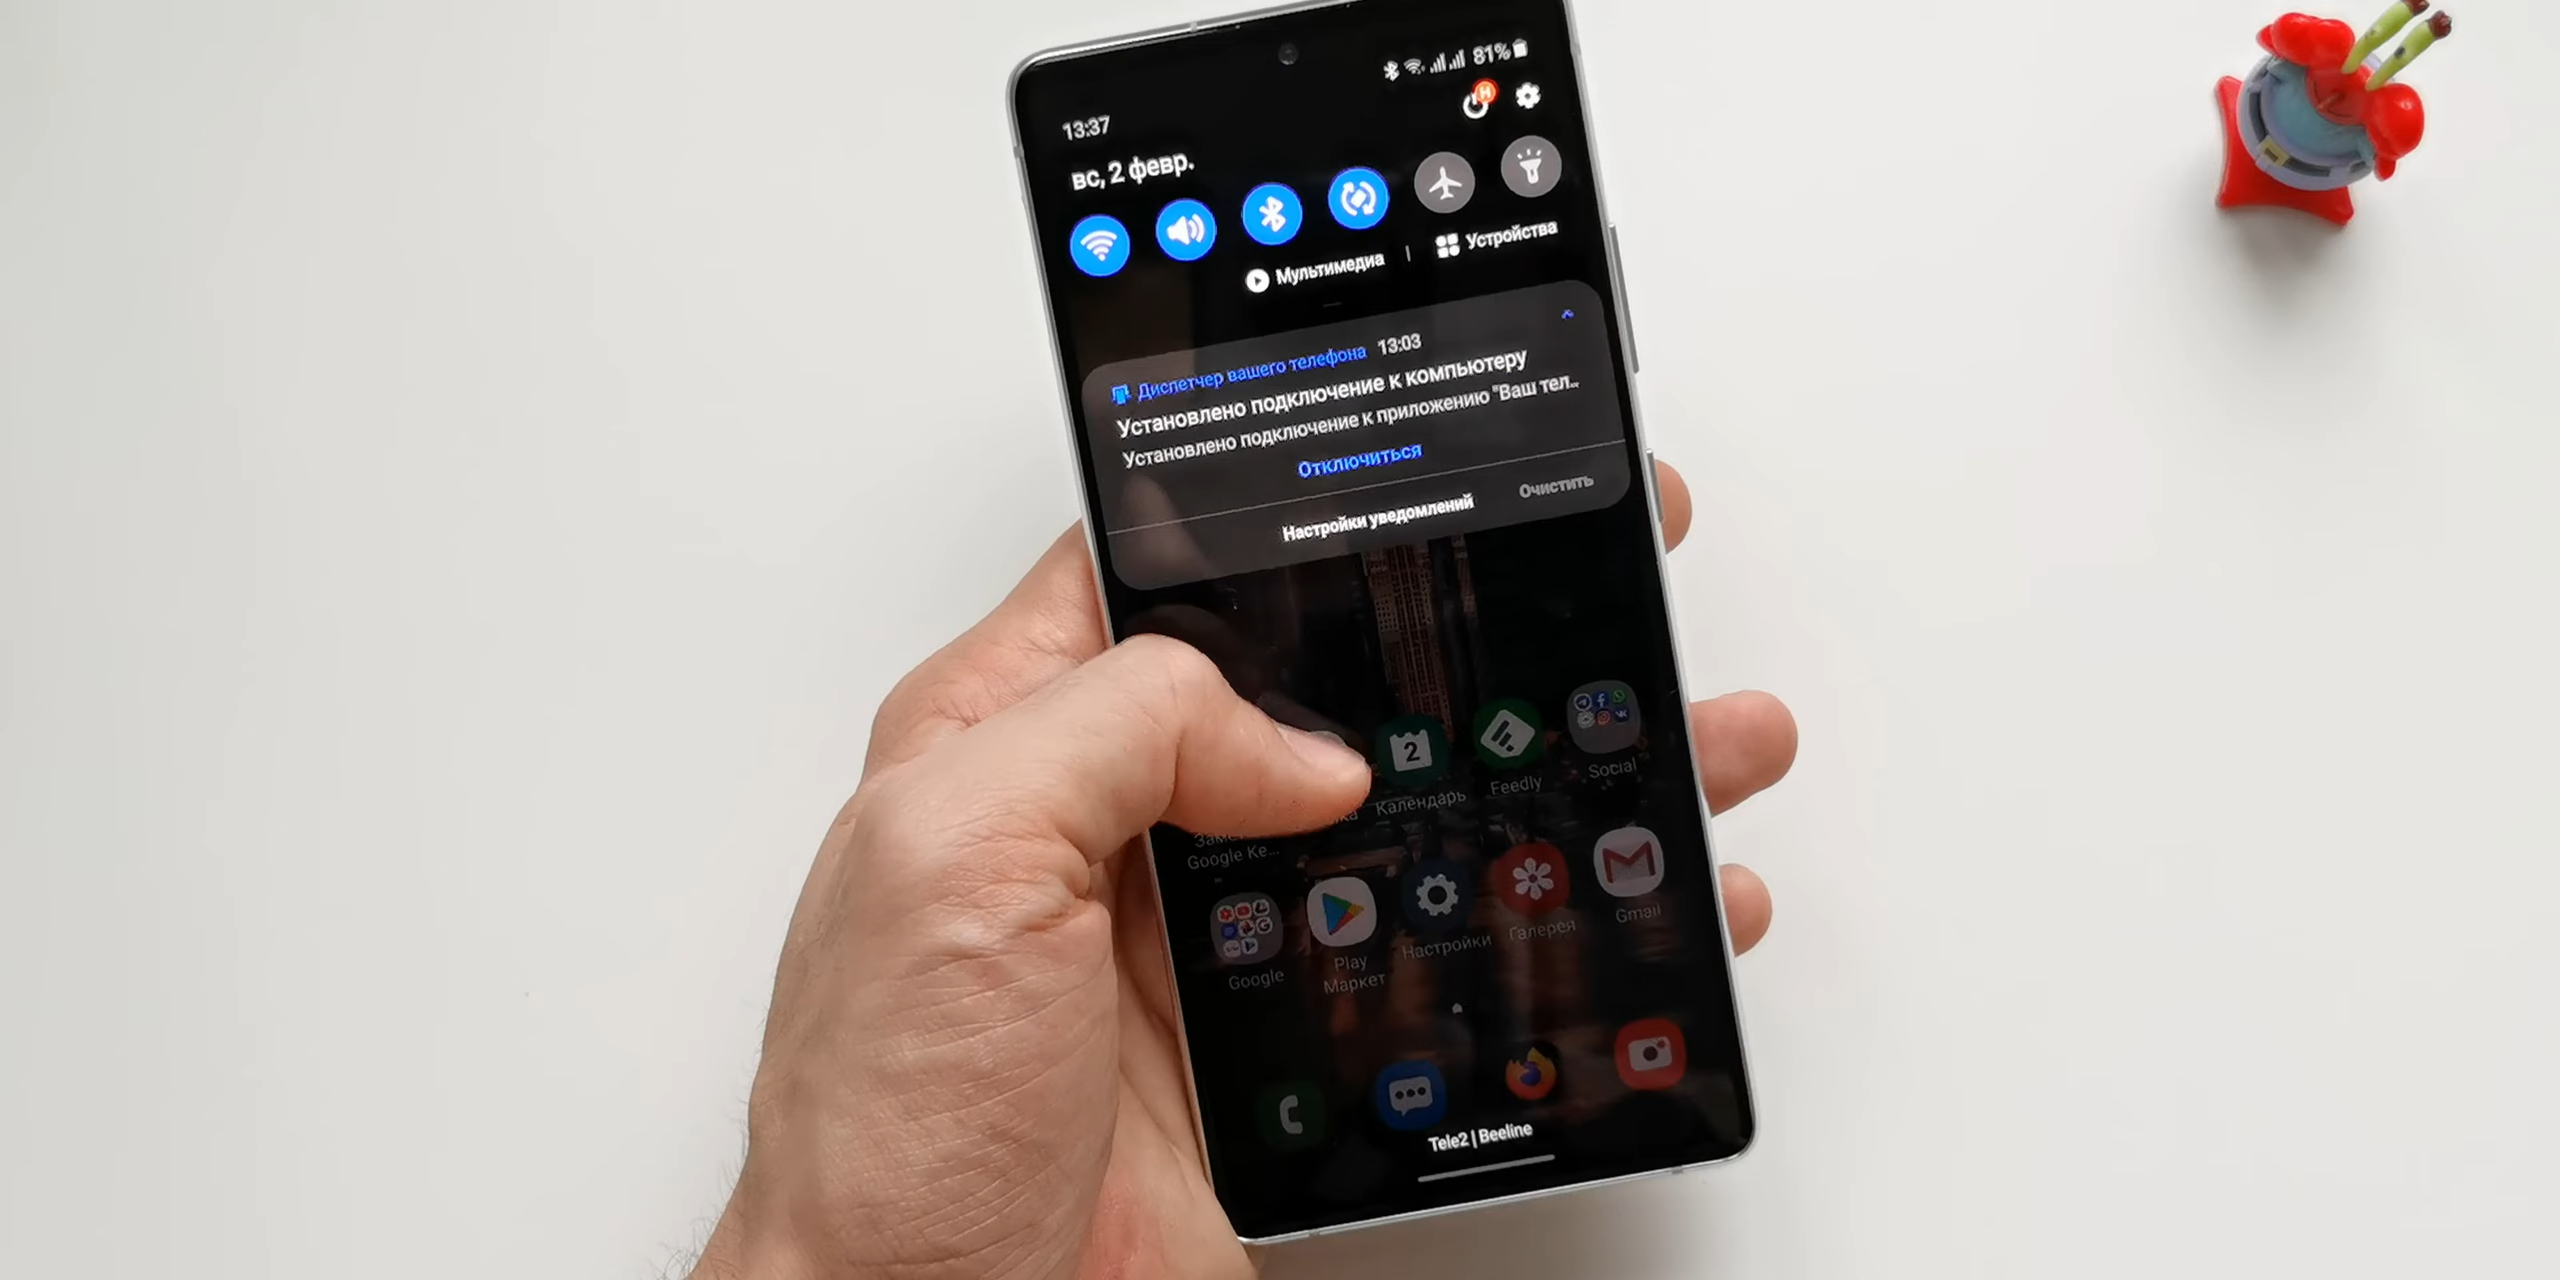 81%
H
13:37
вс, 2 февр.
Мультимедиа | Устройства
Диспетчер вашего телефона 13:03
Установлено подключение к компьютеру
Установлено подключение к приложению "Ваш тел...
Отключиться
Настройки уведомлений Очистить
2
Календарь Feedly Social
Google Ke...
Google Play Маркет Настройки Галерея Gmail
Tele2 | Beeline